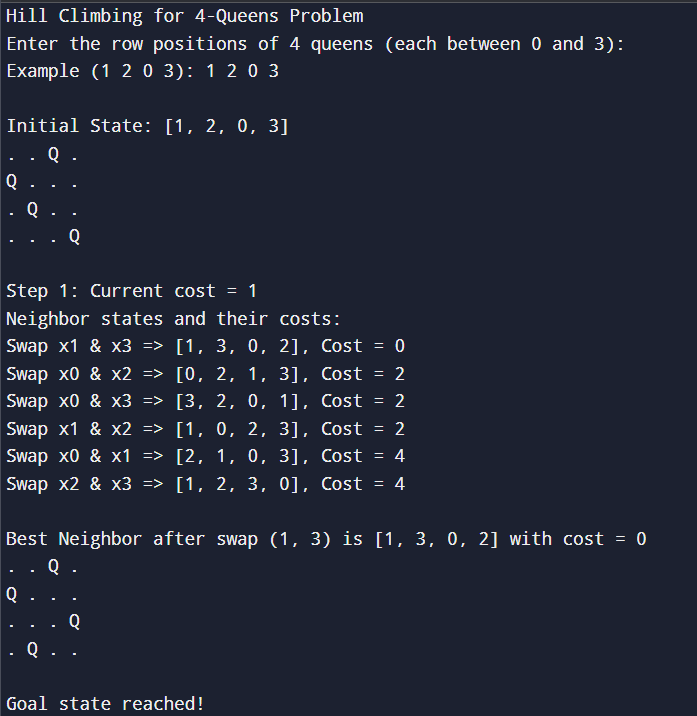 Hill Climbing for 4-Queens Problem
Enter the row positions of 4 queens (each between 0 and 3):
Example (1 2 0 3): 1 2 0 3
Initial State: [1, 2, 0, 3]
. . Q .
Q . . .
. Q . .
. . . Q
Step 1: Current cost = 1
Neighbor states and their costs:
Swap x1 & x3 => [1, 3, 0, 2], Cost = 0
Swap x0 & x2 => [0, 2, 1, 3], Cost = 2
Swap x0 & x3 => [3, 2, 0, 1], Cost = 2
Swap x1 & x2 => [1, 0, 2, 3], Cost = 2
Swap x0 & x1 => [2, 1, 0, 3], Cost = 4
Swap x2 & x3 => [1, 2, 3, 0], Cost = 4
Best Neighbor after swap (1, 3) is [1, 3, 0, 2] with cost = 0
. . Q .
Q . . .
. . . Q
. Q . .
Goal state reached!